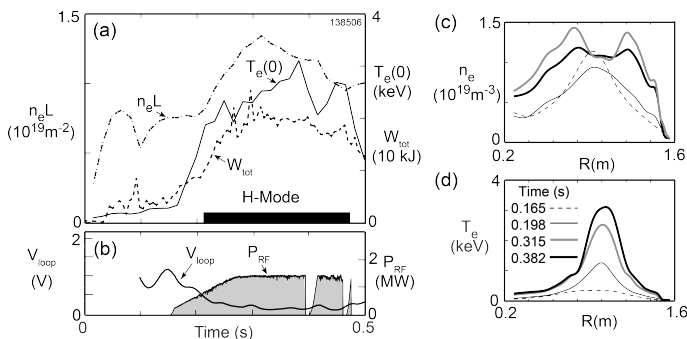 1.5
(a)
138506
4
n_eL
(10^19m^-2)
n_eL
T_e(0)
T_e(0)
(keV)
W_tot
W_tot
(10 kJ)
H-Mode
0
0
2
(b)
V_loop
P_RF
2
V_loop
(V)
P_RF
(MW)
0
0
0
Time (s)
0.5
(c)
1.5
n_e
(10^19m^-3)
0
0.2
R(m)
1.6
(d)
4
T_e
(keV)
Time (s)
0.165
0.198
0.315
0.382
0
0.2
R(m)
1.6